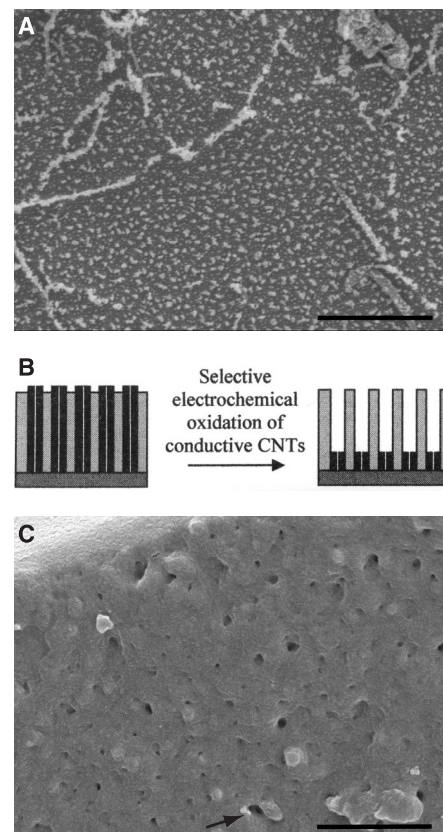 A
B
Selective
electrochemical
oxidation of
conductive CNTs
C